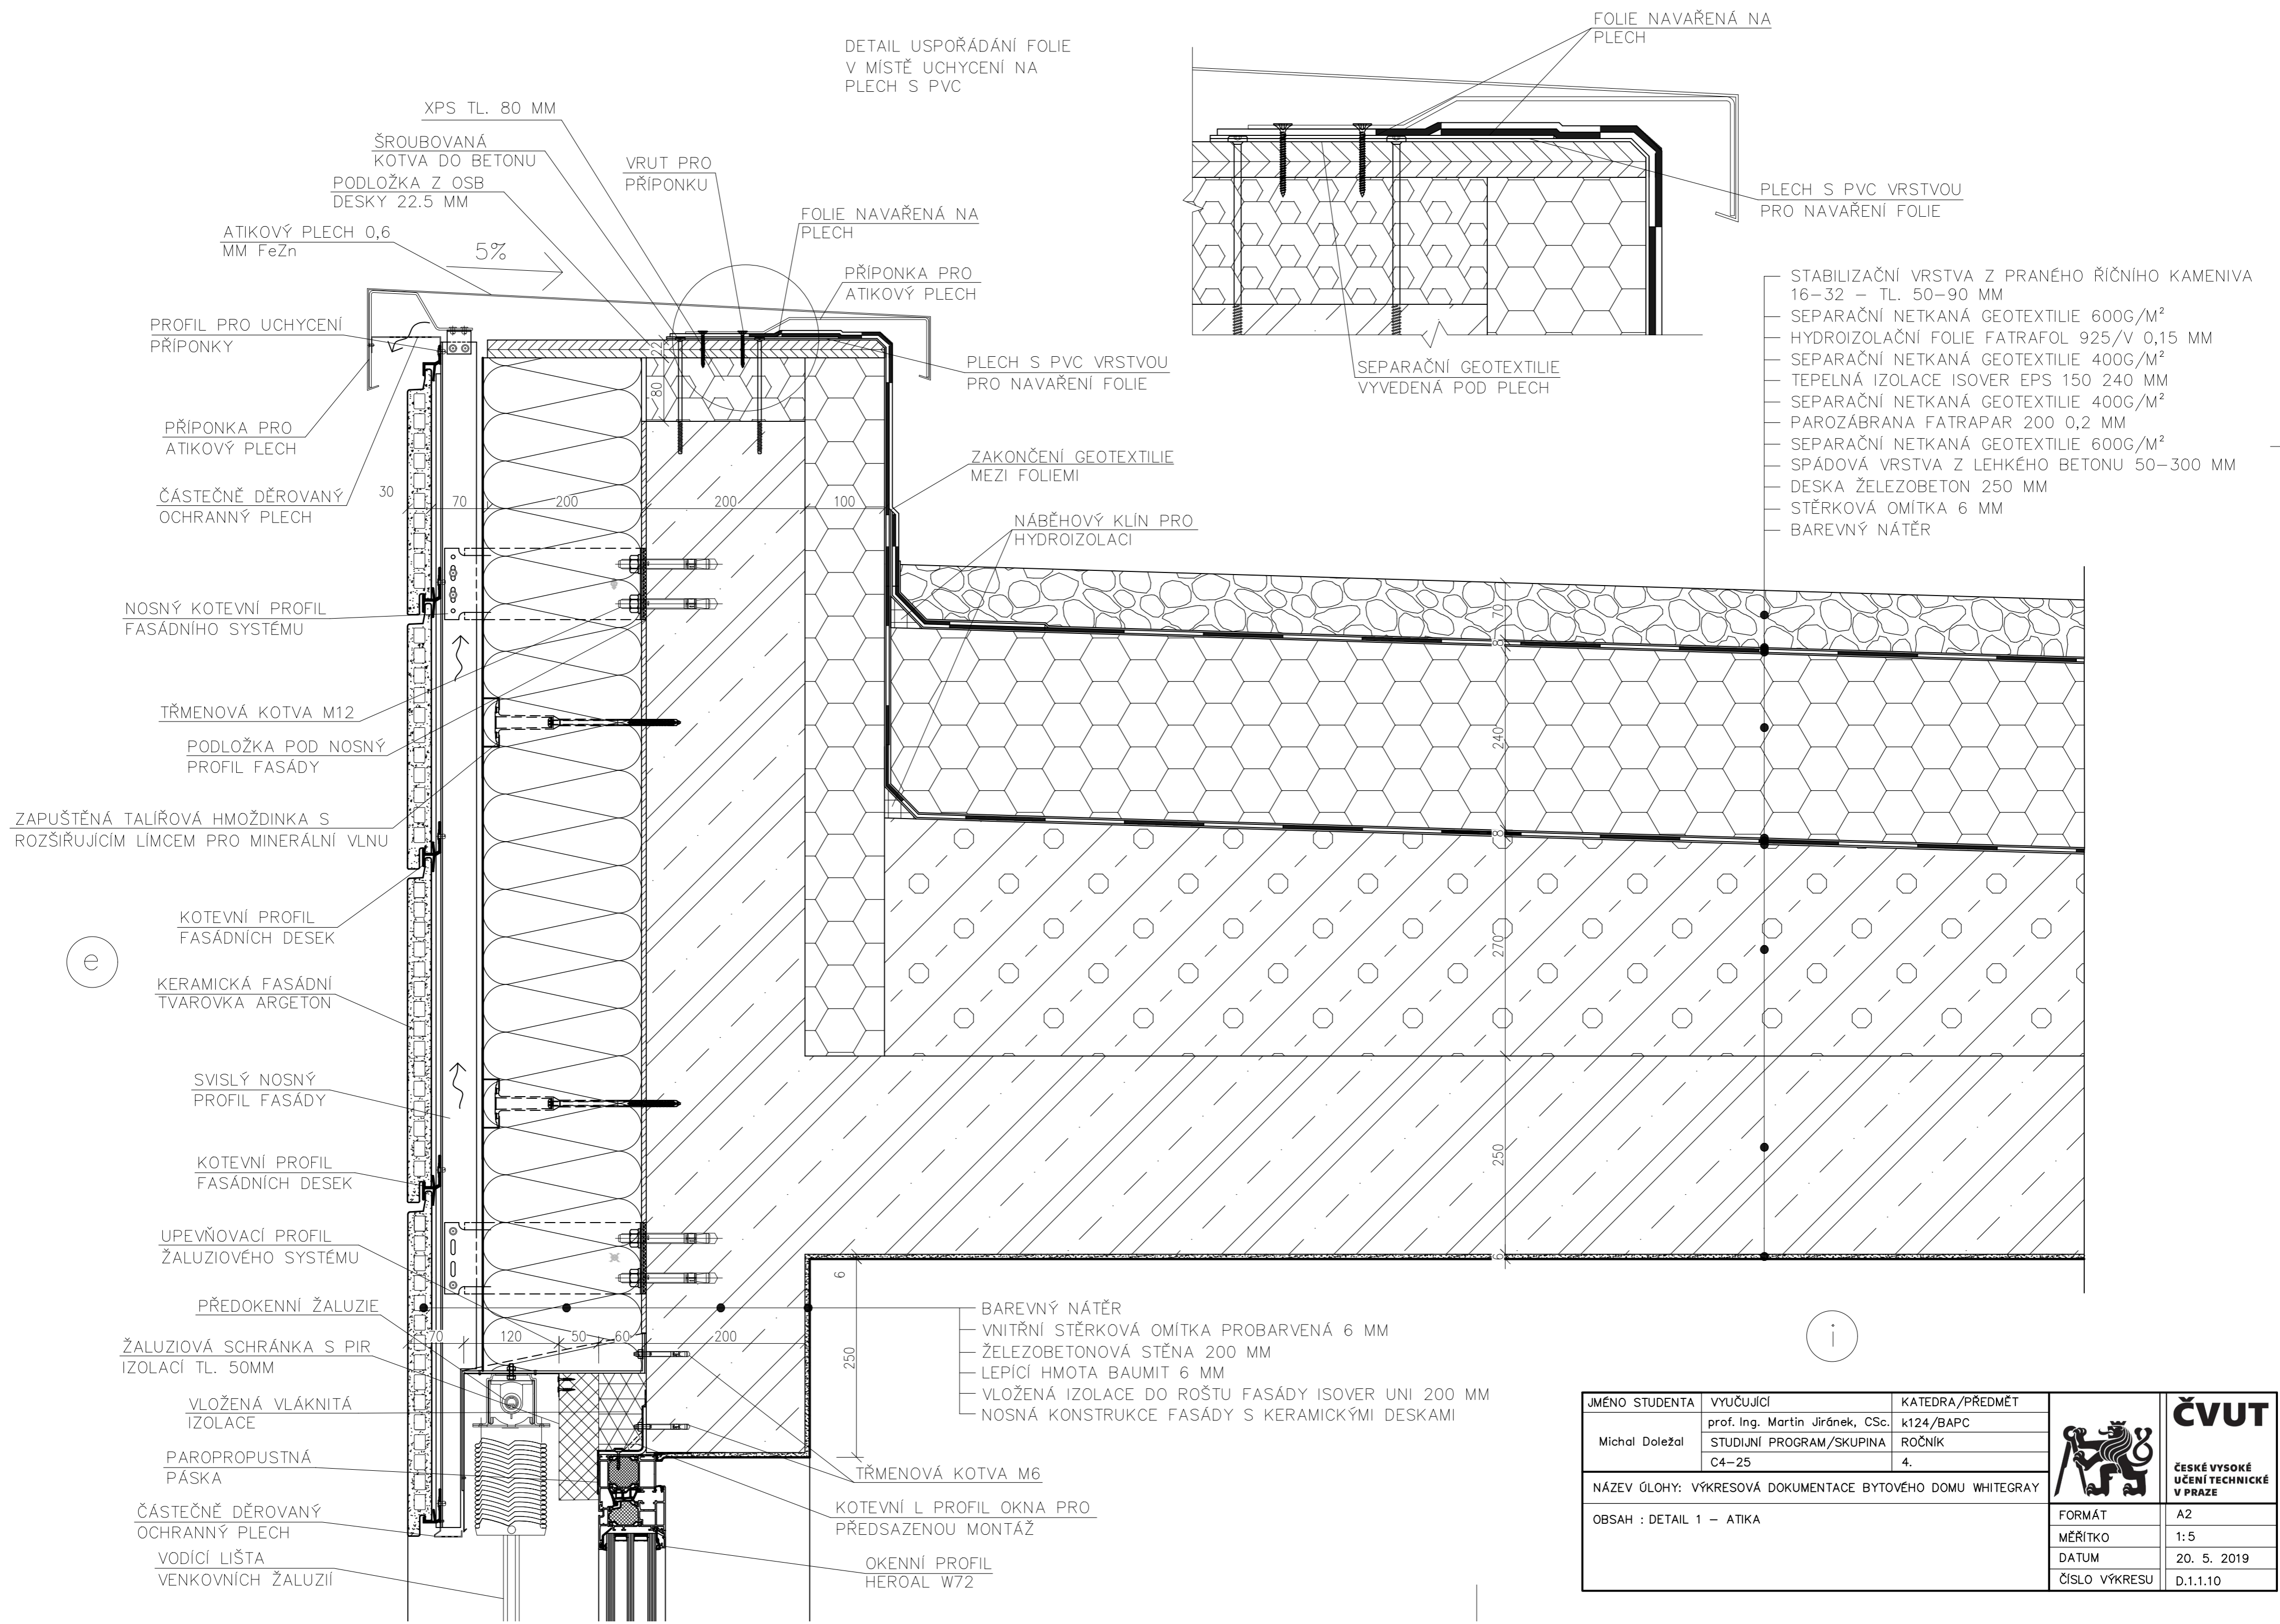 DETAIL USPOŘÁDÁNÍ FOLIE
V MÍSTĚ UCHYCENÍ NA
PLECH S PVC
FOLIE NAVAŘENÁ NA
PLECH
PLECH S PVC VRSTVOU
PRO NAVAŘENÍ FOLIE
SEPARAČNÍ GEOTEXTILIE
VYVEDENÁ POD PLECH
XPS TL. 80 MM
ŠROUBOVANÁ
KOTVA DO BETONU
PODLOŽKA Z OSB
DESKY 22.5 MM
VRUT PRO
PŘÍPONKU
ATIKOVÝ PLECH 0,6
MM FeZn
5%
FOLIE NAVAŘENÁ NA
PLECH
PŘÍPONKA PRO
ATIKOVÝ PLECH
PROFIL PRO UCHYCENÍ
PŘÍPONKY
PLECH S PVC VRSTVOU
PRO NAVAŘENÍ FOLIE
PŘÍPONKA PRO
ATIKOVÝ PLECH
ČÁSTEČNĚ DĚROVANÝ
OCHRANNÝ PLECH
ZAKONČENÍ GEOTEXTILIE
MEZI FOLIEMI
NÁBĚHOVÝ KLÍN PRO
HYDROIZOLACI
22
80
30
70
200
200
100
STABILIZAČNÍ VRSTVA Z PRANÉHO ŘÍČNÍHO KAMENIVA
16-32 - TL. 50-90 MM
SEPARAČNÍ NETKANÁ GEOTEXTILIE 600G/M²
HYDROIZOLAČNÍ FOLIE FATRAFOL 925/V 0,15 MM
SEPARAČNÍ NETKANÁ GEOTEXTILIE 400G/M²
TEPELNÁ IZOLACE ISOVER EPS 150 240 MM
SEPARAČNÍ NETKANÁ GEOTEXTILIE 400G/M²
PAROZÁBRANA FATRAPAR 200 0,2 MM
SEPARAČNÍ NETKANÁ GEOTEXTILIE 600G/M²
SPÁDOVÁ VRSTVA Z LEHKÉHO BETONU 50-300 MM
DESKA ŽELEZOBETON 250 MM
STĚRKOVÁ OMÍTKA 6 MM
BAREVNÝ NÁTĚR
NOSNÝ KOTEVNÍ PROFIL
FASÁDNÍHO SYSTÉMU
TŘMENOVÁ KOTVA M12
PODLOŽKA POD NOSNÝ
PROFIL FASÁDY
ZAPUŠTĚNÁ TALÍŘOVÁ HMOŽDINKA S
ROZŠIŘUJÍCÍM LÍMCEM PRO MINERÁLNÍ VLNU
KOTEVNÍ PROFIL
FASÁDNÍCH DESEK
e
KERAMICKÁ FASÁDNÍ
TVAROVKA ARGETON
SVISLÝ NOSNÝ
PROFIL FASÁDY
KOTEVNÍ PROFIL
FASÁDNÍCH DESEK
UPEVŇOVACÍ PROFIL
ŽALUZIOVÉHO SYSTÉMU
PŘEDOKENNÍ ŽALUZIE
ŽALUZIOVÁ SCHRÁNKA S PIR
IZOLACÍ TL. 50MM
VLOŽENÁ VLÁKNITÁ
IZOLACE
PAROPROPUSTNÁ
PÁSKA
ČÁSTEČNĚ DĚROVANÝ
OCHRANNÝ PLECH
VODÍCÍ LIŠTA
VENKOVNÍCH ŽALUZIÍ
70
8
240
8
270
250
6
6
250
70
120
50
60
200
BAREVNÝ NÁTĚR
VNITŘNÍ STĚRKOVÁ OMÍTKA PROBARVENÁ 6 MM
ŽELEZOBETONOVÁ STĚNA 200 MM
LEPÍCÍ HMOTA BAUMIT 6 MM
VLOŽENÁ IZOLACE DO ROŠTU FASÁDY ISOVER UNI 200 MM
NOSNÁ KONSTRUKCE FASÁDY S KERAMICKÝMI DESKAMI
TŘMENOVÁ KOTVA M6
KOTEVNÍ L PROFIL OKNA PRO
PŘEDSAZENOU MONTÁŽ
OKENNÍ PROFIL
HEROAL W72
i
JMÉNO STUDENTA
VYUČUJÍCÍ
KATEDRA/PŘEDMĚT
prof. Ing. Martin Jiránek, CSc.
k124/BAPC
Michal Doležal
STUDIJNÍ PROGRAM/SKUPINA
ROČNÍK
C4-25
4.
NÁZEV ÚLOHY: VÝKRESOVÁ DOKUMENTACE BYTOVÉHO DOMU WHITEGRAY
OBSAH : DETAIL 1 - ATIKA
ČVUT
ČESKÉ VYSOKÉ
UČENÍ TECHNICKÉ
V PRAZE
FORMÁT
A2
MĚŘÍTKO
1:5
DATUM
20. 5. 2019
ČÍSLO VÝKRESU
D.1.1.10